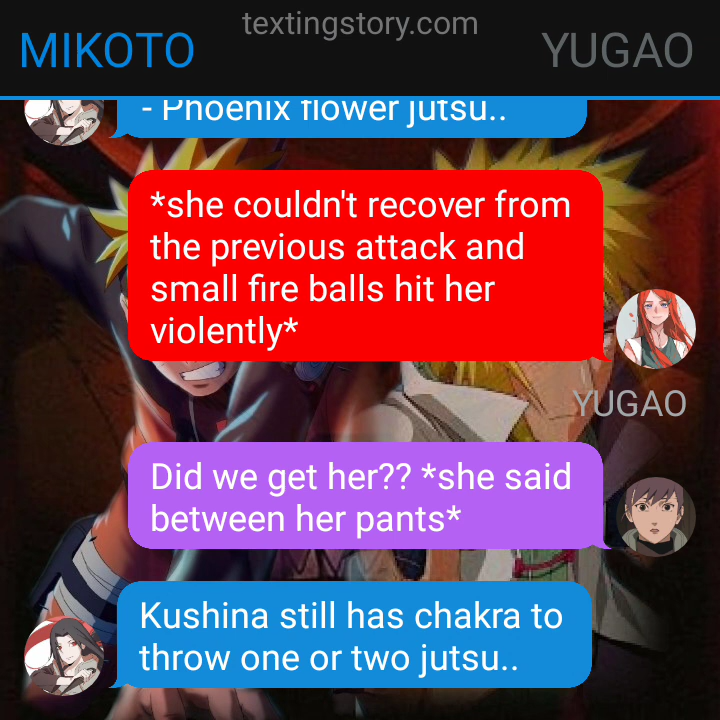 textingstory.com
MIKOTO
YUGAO
- Phoenix flower jutsu..
*she couldn't recover from
the previous attack and
small fire balls hit her
violently*
YUGAO
Did we get her?? *she said
between her pants*
Kushina still has chakra to
throw one or two jutsu..